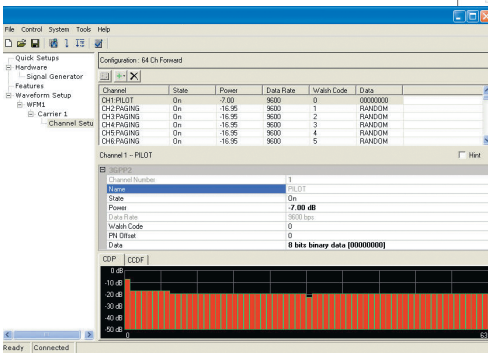 File Control System Tools Help
Quick Setups
Hardware
Signal Generator
Features
Waveform Setup
WFM1
Carrier 1
Channel Setu
Configuration : 64 Ch Forward
Channel State Power Data Rate Walsh Code Data
CH1:PILOT On -7.00 9600 0 00000000
CH2:PAGING On -16.95 9600 1 RANDOM
CH3:PAGING On -16.95 9600 2 RANDOM
CH4:PAGING On -16.95 9600 3 RANDOM
CH5:PAGING On -16.95 9600 4 RANDOM
CH6:PAGING On -16.95 9600 5 RANDOM
Channel 1 – PILOT Hint
3GPP2
Channel Number 1
Name PILOT
State On
Power -7.00 dB
Data Rate 9600 bps
Walsh Code 0
PN Offset 0
Data 8 bits binary data [00000000]
CDP CCDF
0 dB
-10 dB
-20 dB
-30 dB
-40 dB
-50 dB
0 63
Ready Connected